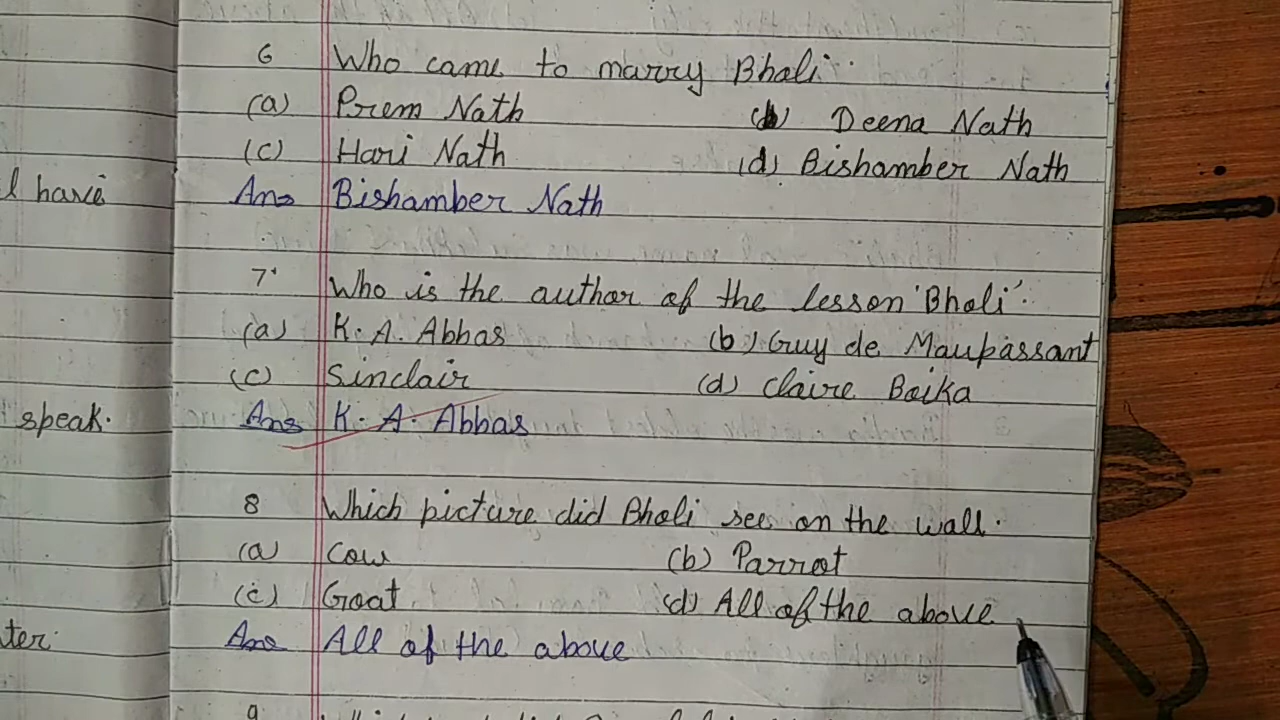 6 Who came to marry Bholi
(a) Prem Nath (b) Deena Nath
(c) Hari Nath (d) Bishamber Nath
l have
Ans Bishamber Nath
7. Who is the author of the lesson 'Bholi'.
(a) K. A. Abbas (b) Guy de Maupassant
(c) Sinclair (d) Claire Boika
speak.
Ans K. A. Abbas
8 Which picture did Bholi see on the wall.
(a) Cow (b) Parrot
(c) Goat (d) All of the above
ter.
Ans All of the above
9